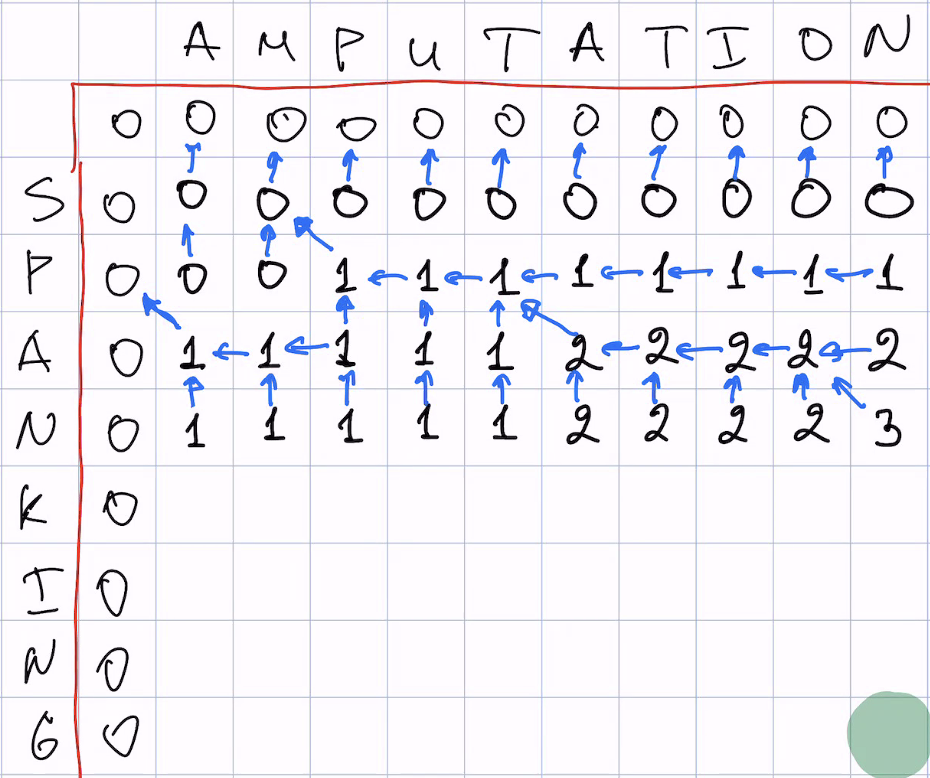 A M P U T A T I O N
0 0 0 0 0 0 0 0 0 0 0
S 0 0 0 0 0 0 0 0 0 0 0
P 0 0 0 1 1 1 1 1 1 1 1
A 0 1 1 1 1 1 2 2 2 2 2
N 0 1 1 1 1 1 2 2 2 2 3
K 0
I 0
N 0
G 0